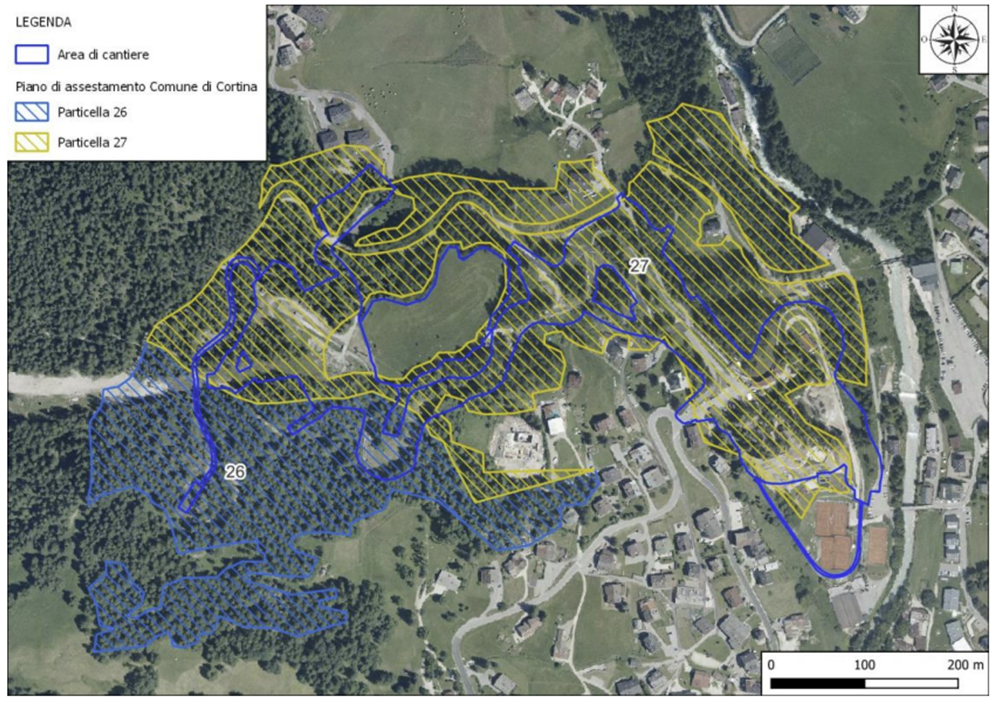 LEGENDA
Area di cantiere
Piano di assestamento Comune di Cortina
Particella 26
Particella 27
N
O
E
S
27
26
0 100 200 m